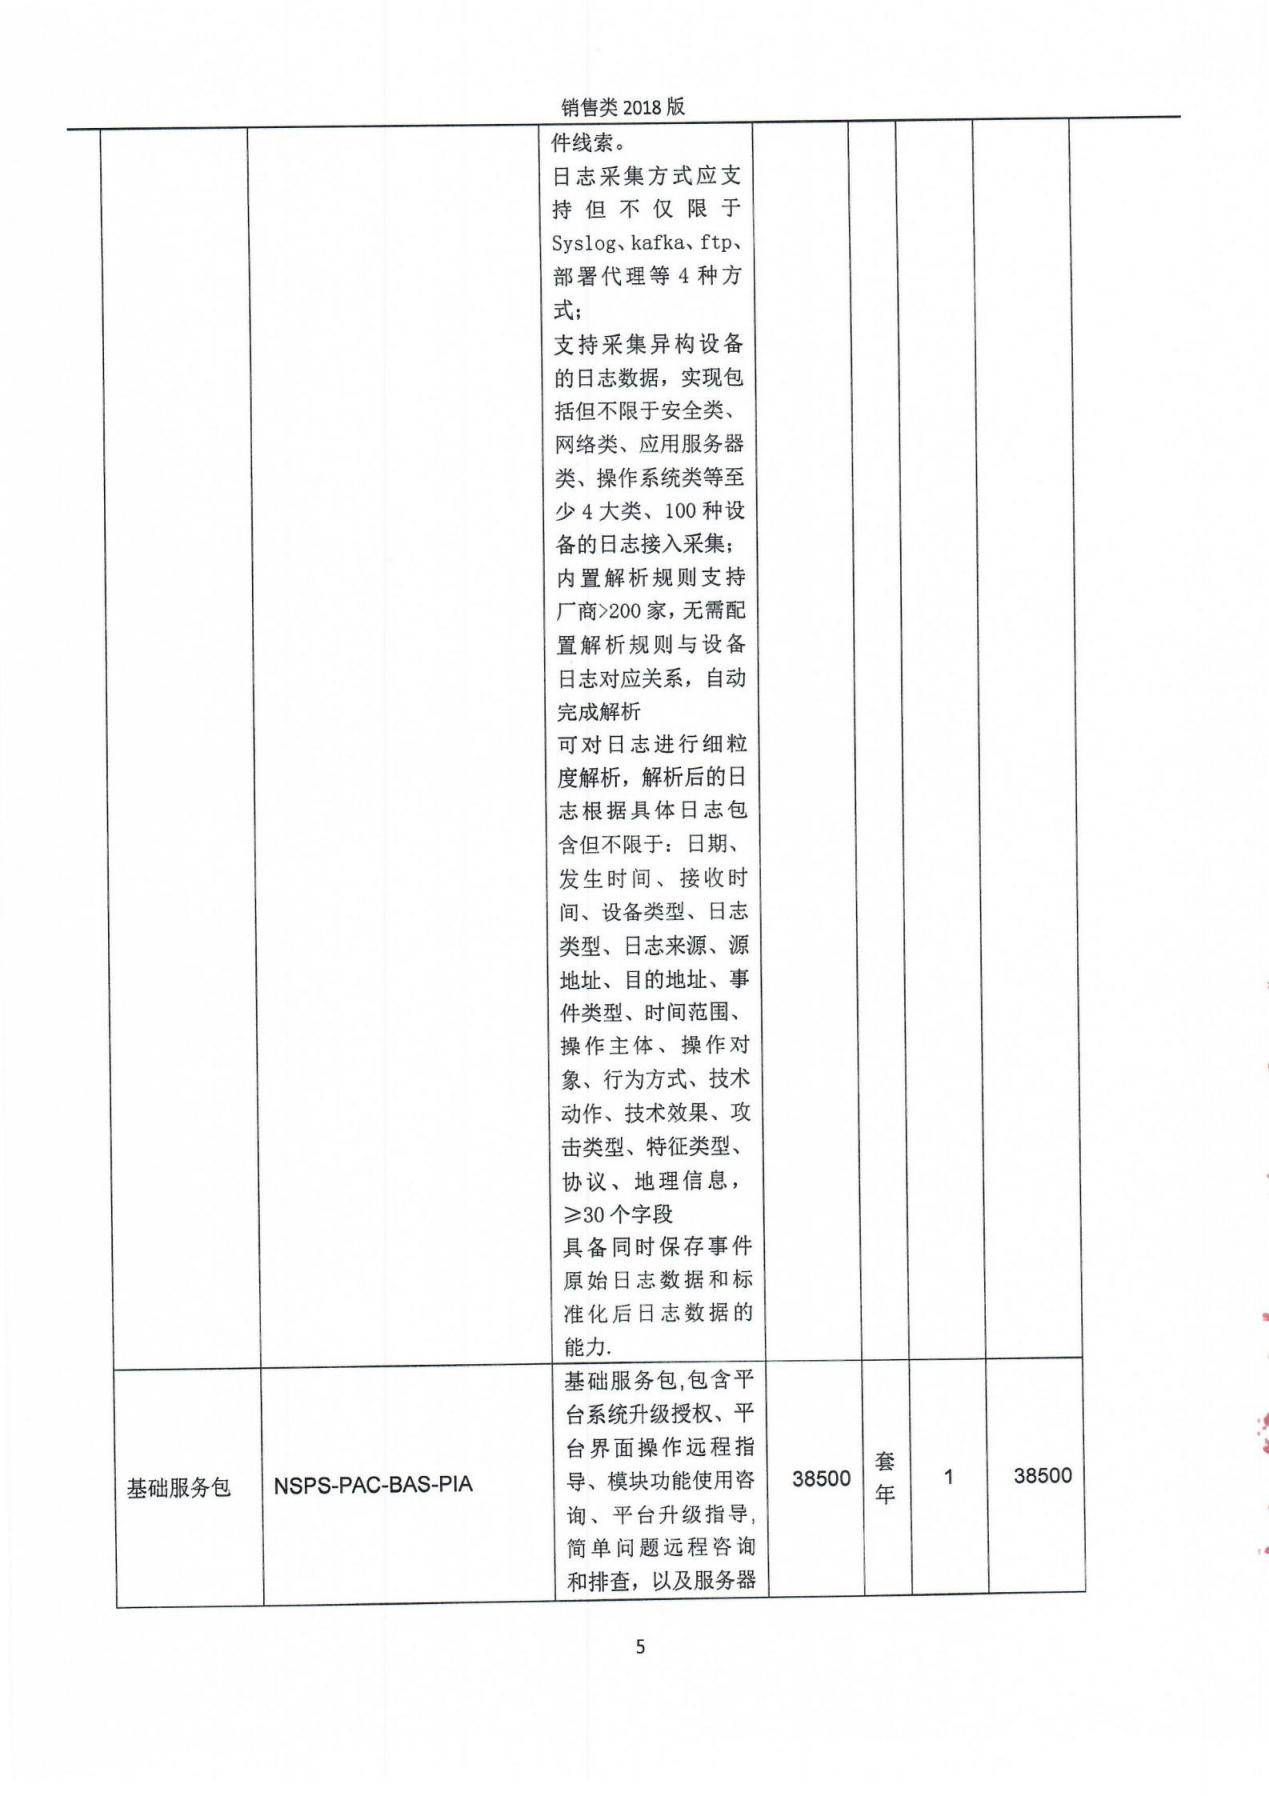 销售类 2018 版
件线索。
日志采集方式应支
持但不仅限于
Syslog、kafka、ftp、
部署代理等 4 种方
式；
支持采集异构设备
的日志数据，实现包
括但不限于安全类、
网络类、应用服务器
类、操作系统类等至
少 4 大类、100 种设
备的日志接入采集；
内置解析规则支持
厂商>200 家，无需配
置解析规则与设备
日志对应关系，自动
完成解析
可对日志进行细粒
度解析，解析后的日
志根据具体日志包
含但不限于：日期、
发生时间、接收时
间、设备类型、日志
类型、日志来源、源
地址、目的地址、事
件类型、时间范围、
操作主体、操作对
象、行为方式、技术
动作、技术效果、攻
击类型、特征类型、
协议、地理信息，
≥30 个字段
具备同时保存事件
原始日志数据和标
准化后日志数据的
能力.
基础服务包
NSPS-PAC-BAS-PIA
基础服务包,包含平
台系统升级授权、平
台界面操作远程指
导、模块功能使用咨
询、平台升级指导,
简单问题远程咨询
和排查，以及服务器
38500
套
年
1
38500
5